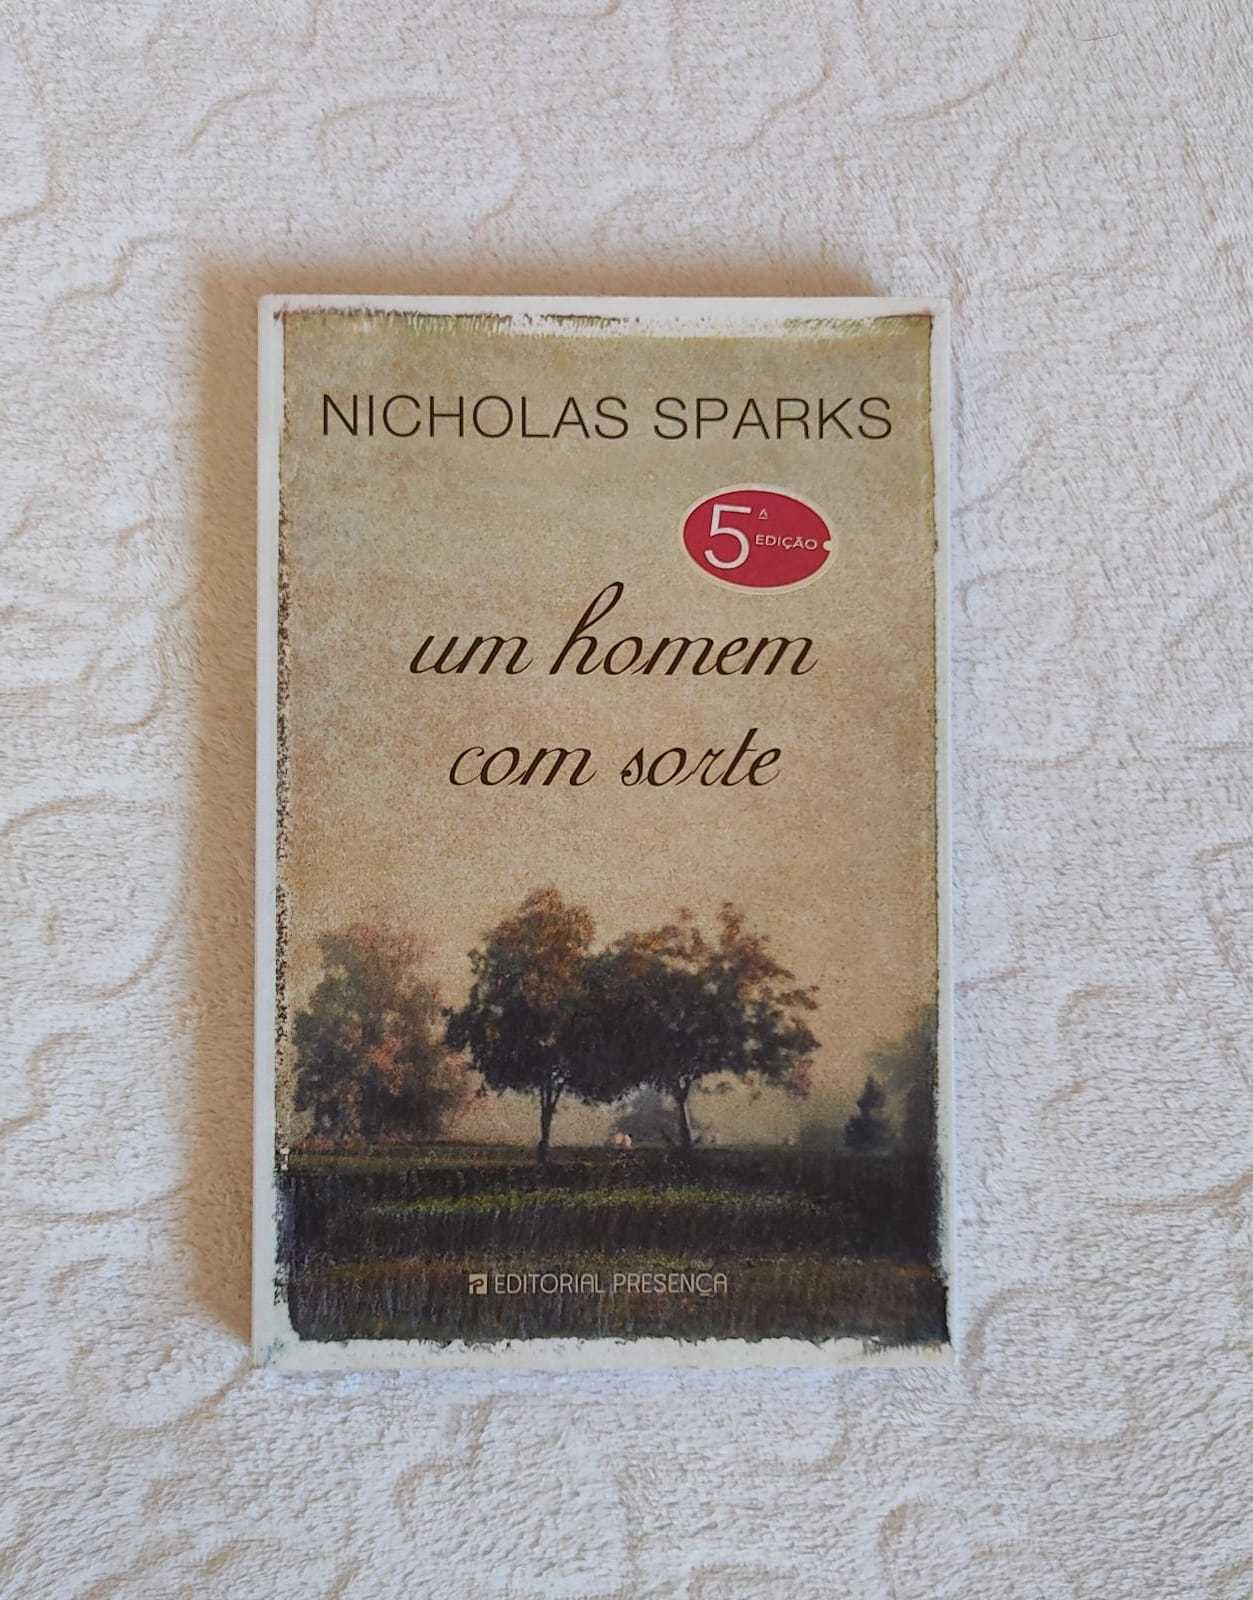 NICHOLAS SPARKS
5ª EDIÇÃO
um homem
com sorte
EDITORIAL PRESENÇA